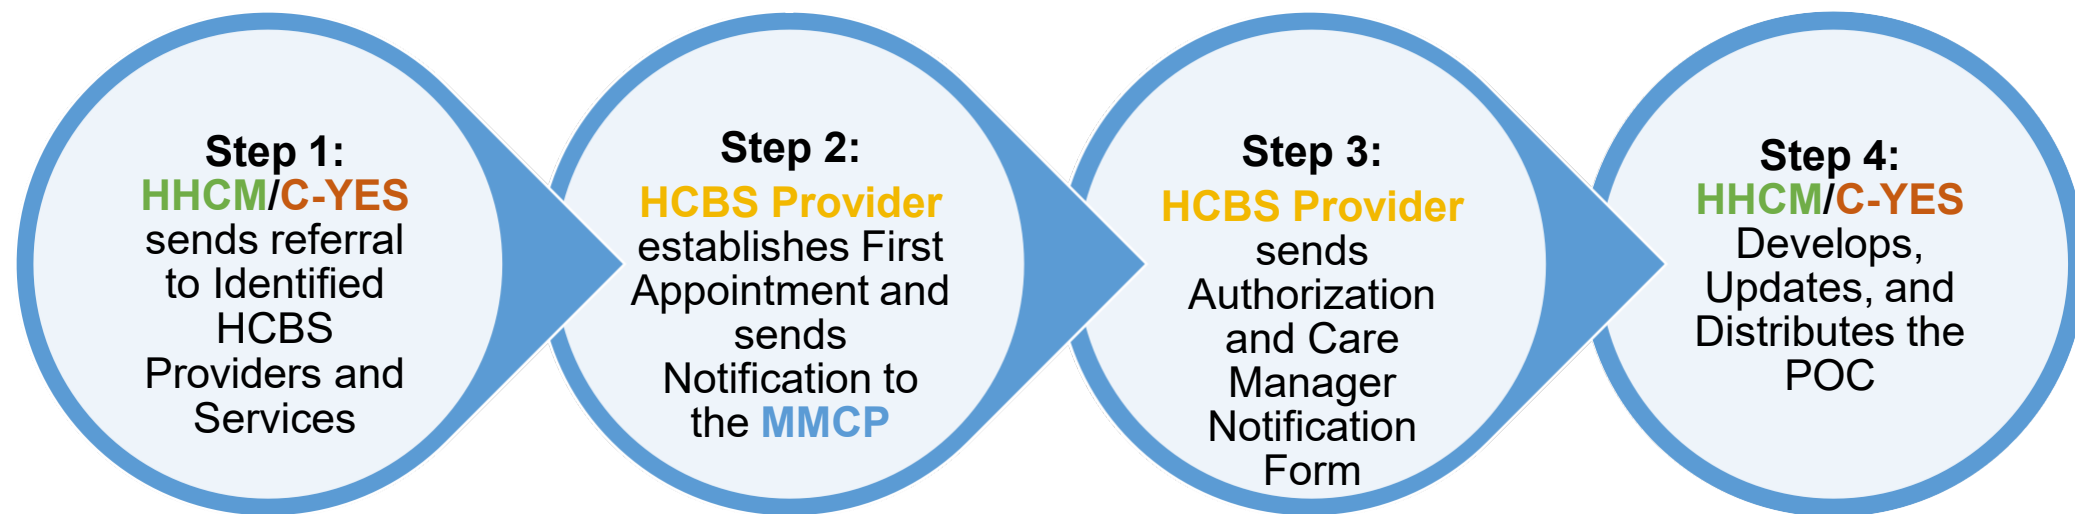 Step 1:
HHCM/C-YES
sends referral
to Identified
HCBS
Providers and
Services
Step 2:
HCBS Provider
establishes First
Appointment and
sends
Notification to
the MMCP
Step 3:
HCBS Provider
sends
Authorization
and Care
Manager
Notification
Form
Step 4:
HHCM/C-YES
Develops,
Updates, and
Distributes the
POC